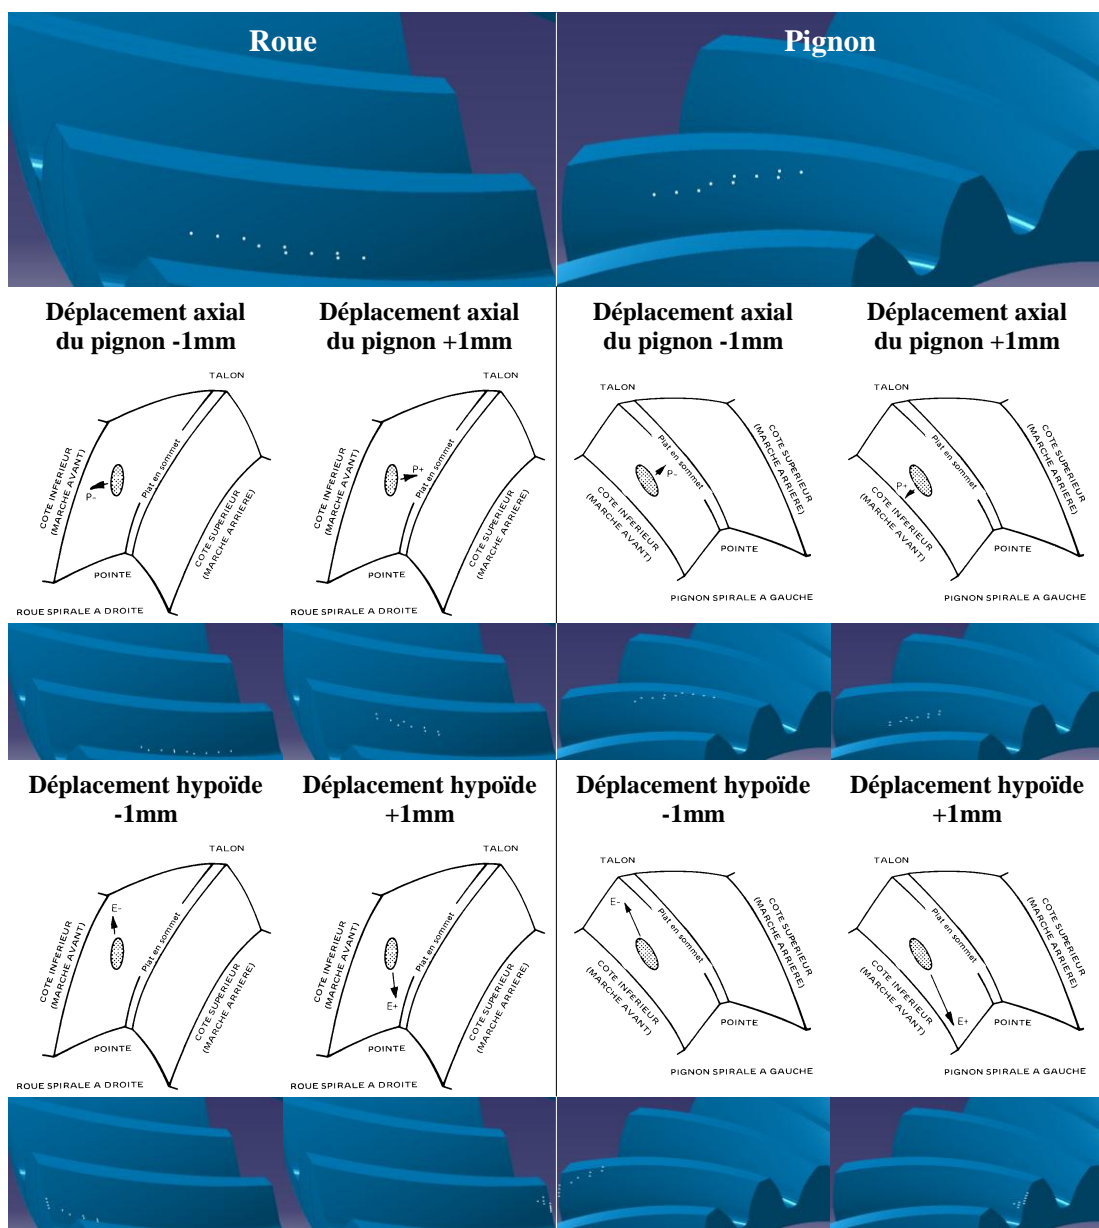 Roue
Pignon
Déplacement axial
du pignon -1mm
Déplacement axial
du pignon +1mm
Déplacement axial
du pignon -1mm
Déplacement axial
du pignon +1mm
TALON
COTE INFERIEUR
(MARCHE AVANT)
P-
Plat en sommet
COTE SUPERIEUR
(MARCHE ARRIERE)
POINTE
ROUE SPIRALE A DROITE
TALON
COTE INFERIEUR
(MARCHE AVANT)
P+
Plat en sommet
COTE SUPERIEUR
(MARCHE ARRIERE)
POINTE
ROUE SPIRALE A DROITE
TALON
Plat en sommet
P-
COTE SUPERIEUR
(MARCHE ARRIERE)
COTE INFERIEUR
(MARCHE AVANT)
POINTE
PIGNON SPIRALE A GAUCHE
TALON
Plat en sommet
P+
COTE SUPERIEUR
(MARCHE ARRIERE)
COTE INFERIEUR
(MARCHE AVANT)
POINTE
PIGNON SPIRALE A GAUCHE
Déplacement hypoïde
-1mm
Déplacement hypoïde
+1mm
Déplacement hypoïde
-1mm
Déplacement hypoïde
+1mm
TALON
E-
COTE INFERIEUR
(MARCHE AVANT)
Plat en sommet
COTE SUPERIEUR
(MARCHE ARRIERE)
POINTE
ROUE SPIRALE A DROITE
TALON
COTE INFERIEUR
(MARCHE AVANT)
Plat en sommet
E+
COTE SUPERIEUR
(MARCHE ARRIERE)
POINTE
ROUE SPIRALE A DROITE
TALON
E-
Plat en sommet
COTE SUPERIEUR
(MARCHE ARRIERE)
COTE INFERIEUR
(MARCHE AVANT)
POINTE
PIGNON SPIRALE A GAUCHE
TALON
Plat en sommet
COTE SUPERIEUR
(MARCHE ARRIERE)
COTE INFERIEUR
(MARCHE AVANT)
E+
POINTE
PIGNON SPIRALE A GAUCHE